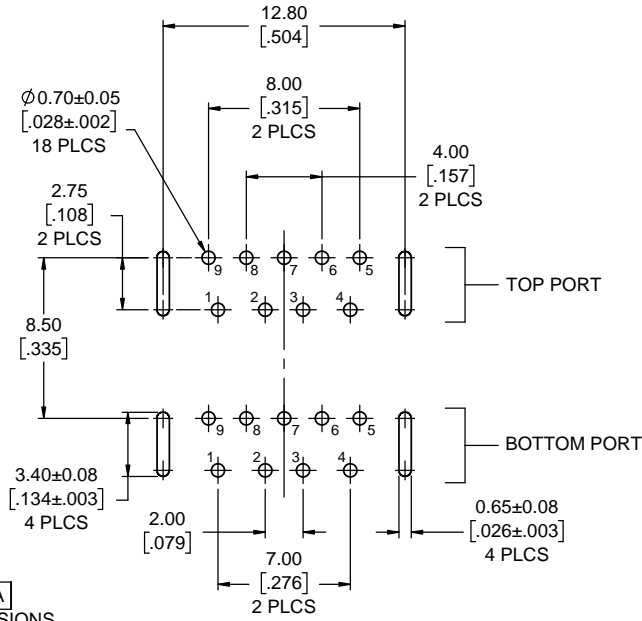 12.80
[.504]
8.00
[.315]
2 PLCS
Ø0.70±0.05
[.028±.002]
18 PLCS
4.00
[.157]
2 PLCS
2.75
[.108]
2 PLCS
9 8 7 6 5
1 2 3 4
TOP PORT
8.50
[.335]
9 8 7 6 5
1 2 3 4
BOTTOM PORT
3.40±0.08
[.134±.003]
4 PLCS
2.00
[.079]
7.00
[.276]
2 PLCS
0.65±0.08
[.026±.003]
4 PLCS
A